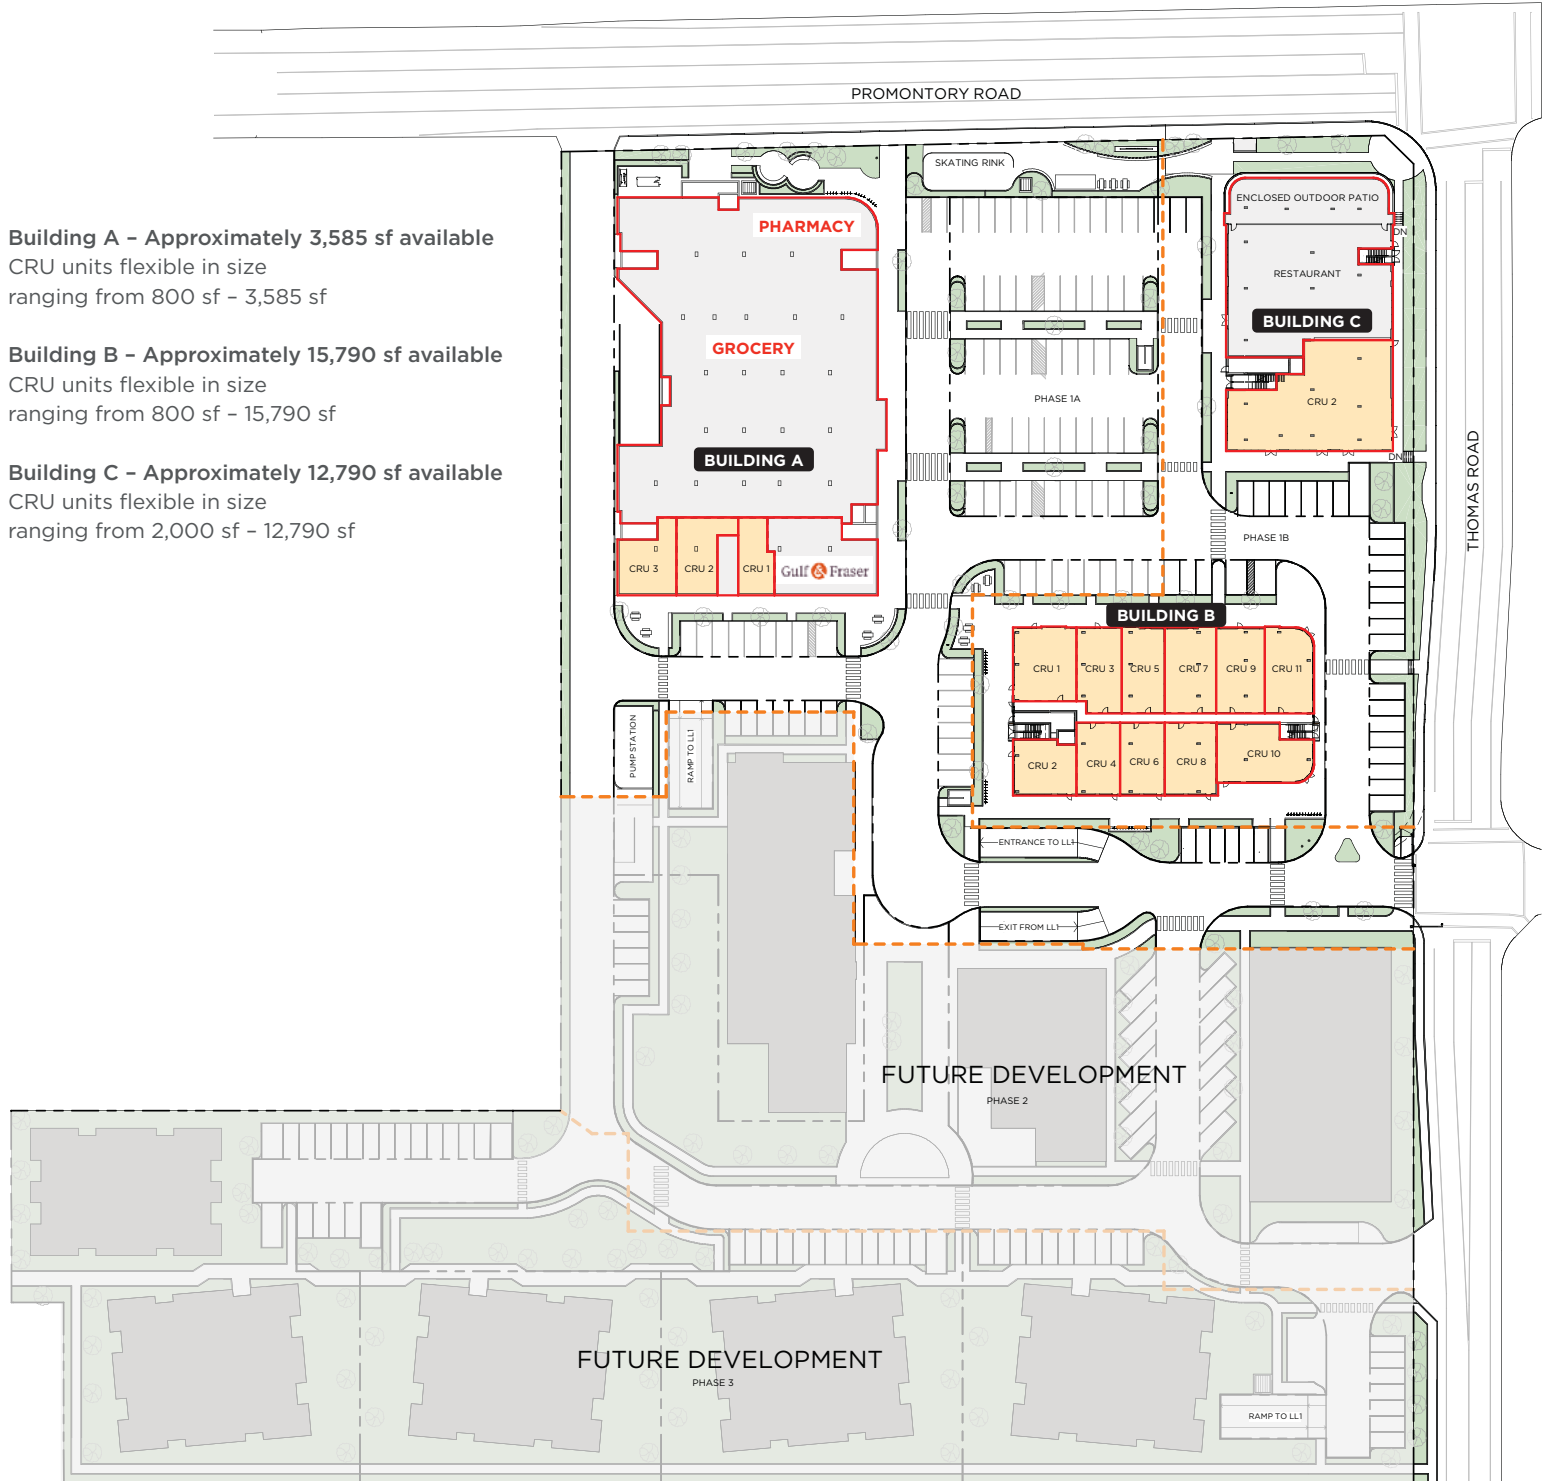 PROMONTORY ROAD
SKATING RINK
ENCLOSED OUTDOOR PATIO
DN
PHARMACY
Building A – Approximately 3,585 sf available
CRU units flexible in size
ranging from 800 sf – 3,585 sf
Building B – Approximately 15,790 sf available
CRU units flexible in size
ranging from 800 sf – 15,790 sf
Building C – Approximately 12,790 sf available
CRU units flexible in size
ranging from 2,000 sf – 12,790 sf
RESTAURANT
BUILDING C
GROCERY
PHASE 1A
CRU 2
BUILDING A
DN
THOMAS ROAD
PHASE 1B
CRU 3
CRU 2
CRU 1
Gulf & Fraser
BUILDING B
CRU 1
CRU 3
CRU 5
CRU 7
CRU 9
CRU 11
PUMP STATION
RAMP TO LL1
CRU 2
CRU 4
CRU 6
CRU 8
CRU 10
ENTRANCE TO LL1
EXIT FROM LL1
FUTURE DEVELOPMENT
PHASE 2
FUTURE DEVELOPMENT
PHASE 3
RAMP TO LL1